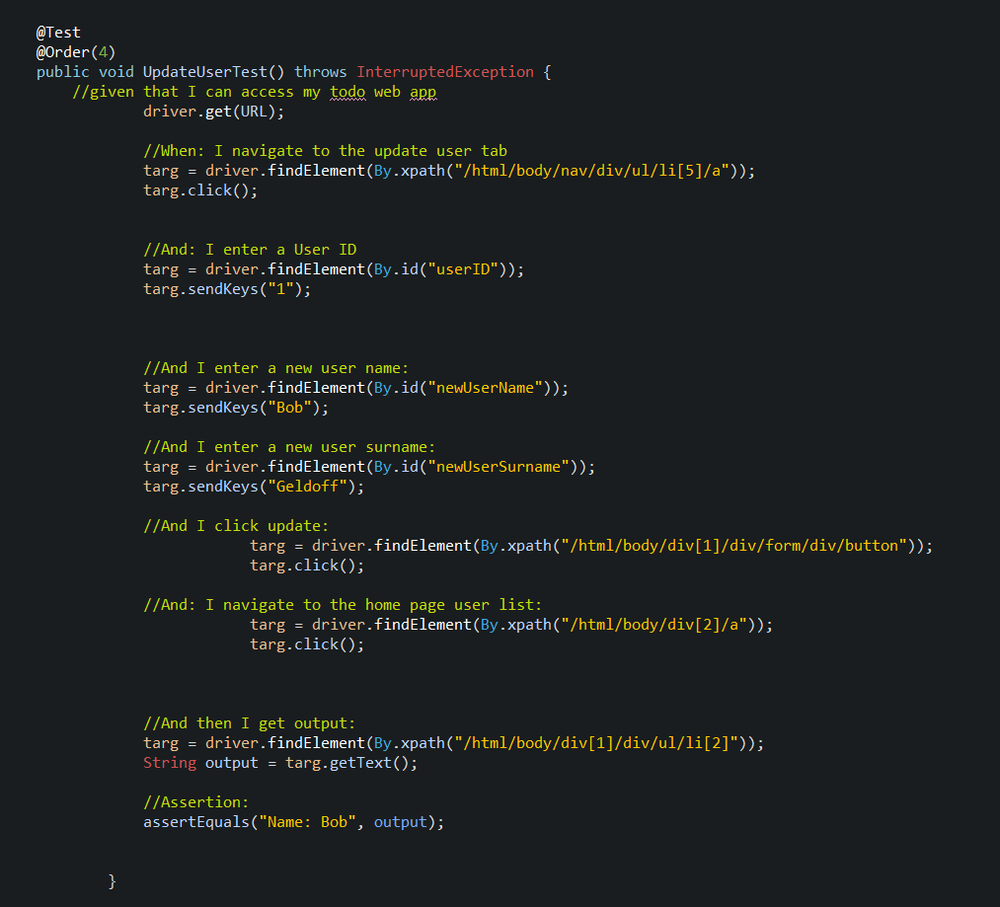 @Test
@Order(4)
public void UpdateUserTest() throws InterruptedException {
//given that I can access my todo web app
driver.get(URL);
//When: I navigate to the update user tab
targ = driver.findElement(By.xpath("/html/body/nav/div/ul/li[5]/a"));
targ.click();
//And: I enter a User ID
targ = driver.findElement(By.id("userID"));
targ.sendKeys("1");
//And I enter a new user name:
targ = driver.findElement(By.id("newUserName"));
targ.sendKeys("Bob");
//And I enter a new user surname:
targ = driver.findElement(By.id("newUserSurname"));
targ.sendKeys("Geldoff");
//And I click update:
targ = driver.findElement(By.xpath("/html/body/div[1]/div/form/div/button"));
targ.click();
//And: I navigate to the home page user list:
targ = driver.findElement(By.xpath("/html/body/div[2]/a"));
targ.click();
//And then I get output:
targ = driver.findElement(By.xpath("/html/body/div[1]/div/ul/li[2]"));
String output = targ.getText();
//Assertion:
assertEquals("Name: Bob", output);
}